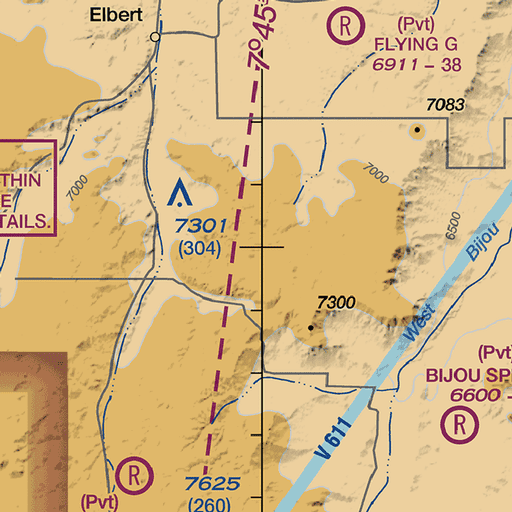 Elbert
7°45'
R
(Pvt)
FLYING G
6911 - 38
7083
THIN
E
TAILS.
7000
7000
7301
(304)
6500
Bijou
West
7300
(Pvt)
BIJOU SP
6600 -
R
V 611
R
(Pvt)
7625
(260)